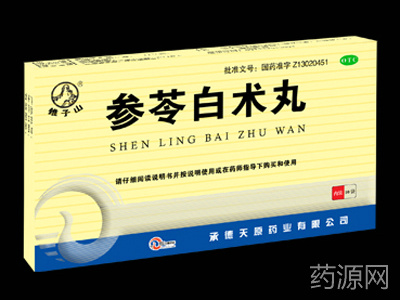 批准文号：国药准字 Z13020451
OTC
参苓白术丸
SHEN LING BAI ZHU WAN
请仔细阅读说明书并按说明使用或在药师指导下购买和使用
承德天原药业有限公司
药源网